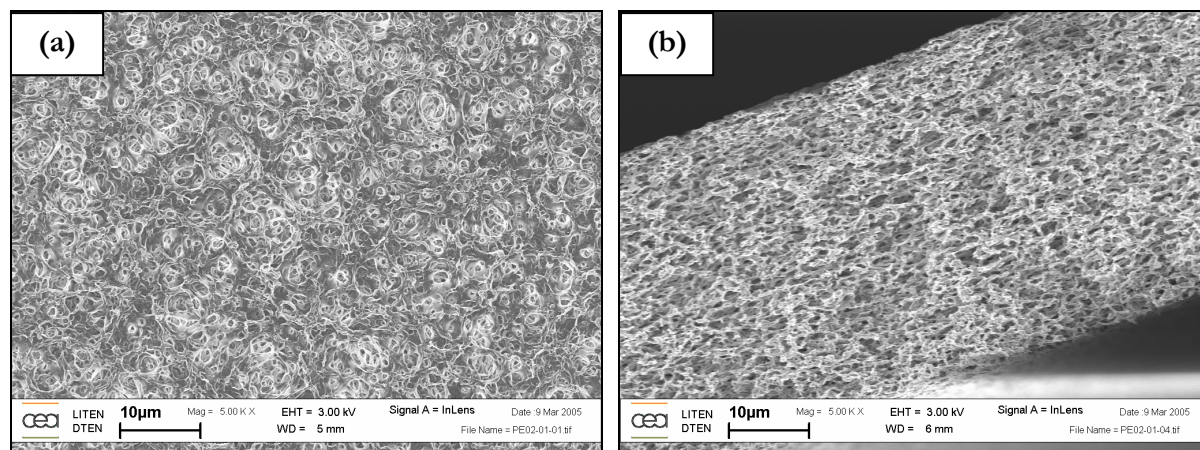 (a)
cea
LITEN
DTEN
10µm
Mag = 5.00 K X
EHT = 3.00 kV
WD = 5 mm
Signal A = InLens
Date :9 Mar 2005
File Name = PE02-01-01.tif
(b)
cea
LITEN
DTEN
10µm
Mag = 5.00 K X
EHT = 3.00 kV
WD = 6 mm
Signal A = InLens
Date :9 Mar 2005
File Name = PE02-01-04.tif